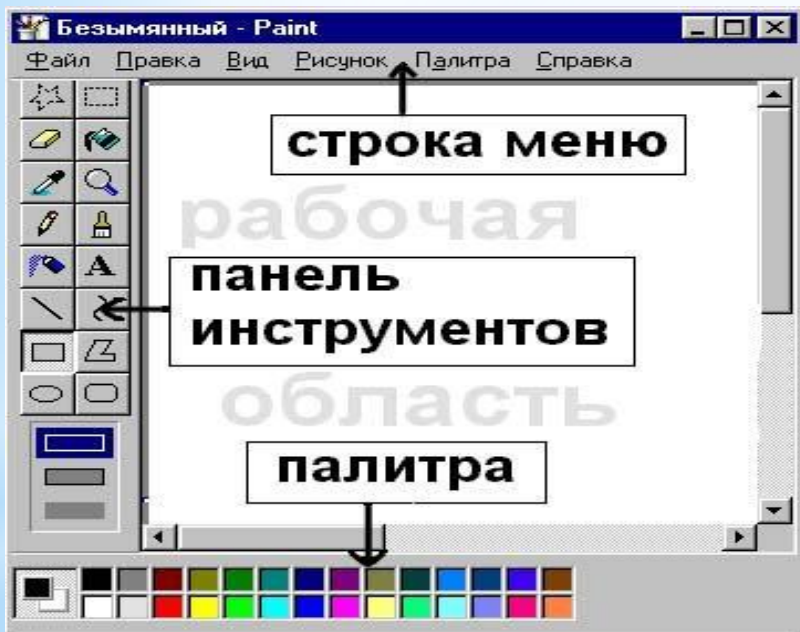 Безымянный - Paint
Файл Правка Вид Рисунок Палитра Справка
строка меню
рабочая
A
панель
инструментов
область
палитра